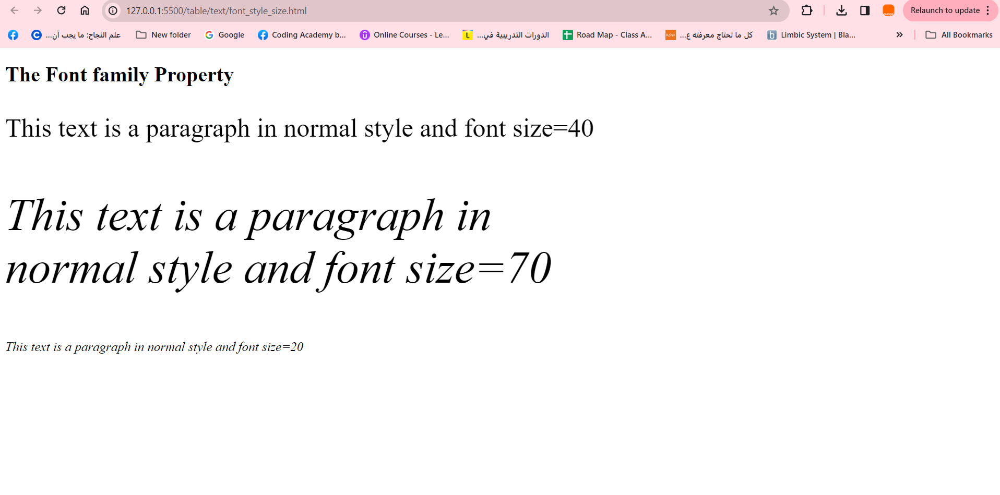 127.0.0.1:5500/table/text/font_style_size.html
Relaunch to update
علم النجاح: ما يجب أن...
New folder
Google
Coding Academy b...
Online Courses - Le...
الدورات التدريبية في...
Road Map - Class A...
كل ما تحتاج معرفته ع...
Limbic System | Bla...
All Bookmarks
The Font family Property
This text is a paragraph in normal style and font size=40
This text is a paragraph in
normal style and font size=70
This text is a paragraph in normal style and font size=20